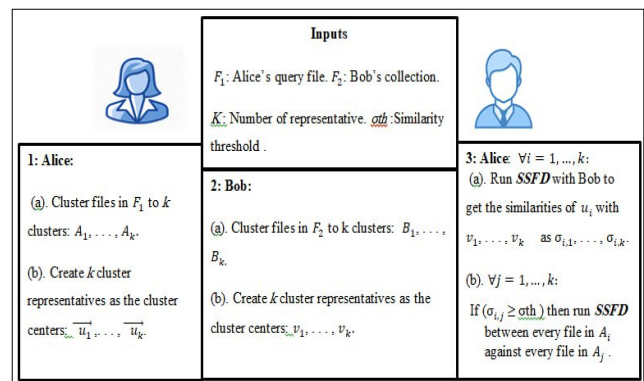 Inputs
F₁: Alice's query file. F₂: Bob's collection.
K: Number of representative. σth :Similarity
threshold .
1: Alice:
(a). Cluster files in F₁ to k
clusters: A₁, . . . , Aₖ.
(b). Create k cluster
representatives as the cluster
centers: u₁⃗ , . . . , uₖ⃗.
2: Bob:
(a). Cluster files in F₂ to k clusters: B₁, . . . ,
Bₖ.
(b). Create k cluster representatives as the
cluster centers: v₁, . . . , vₖ.
3: Alice: ∀i = 1, ..., k:
(a). Run SSFD with Bob to
get the similarities of uᵢ with
v₁, . . . , vₖ as σᵢ,₁, . . . , σᵢ,ₖ.
(b). ∀j = 1, ..., k:
If (σᵢ,ⱼ ≥ σth ) then run SSFD
between every file in Aᵢ
against every file in Aⱼ .